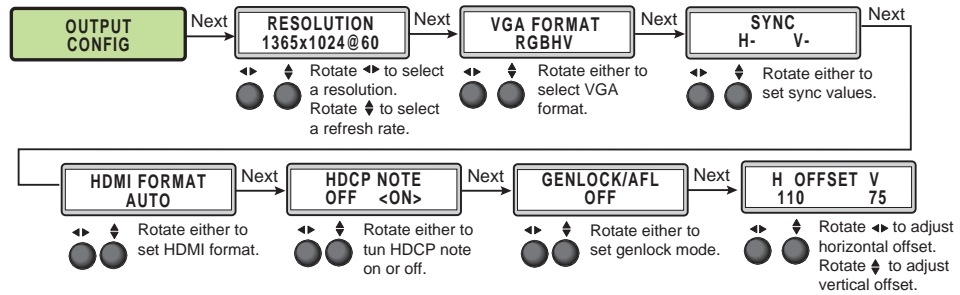 OUTPUT
CONFIG
Next
RESOLUTION
1365x1024@60
Next
VGA FORMAT
RGBHV
Next
SYNC
H- V-
Next
Rotate to select
a resolution.
Rotate to select
a refresh rate.
Rotate either to
select VGA
format.
Rotate either to
set sync values.
HDMI FORMAT
AUTO
Next
HDCP NOTE
OFF <ON>
Next
GENLOCK/AFL
OFF
Next
H OFFSET V
110 75
Rotate either to
set HDMI format.
Rotate either to
tun HDCP note
on or off.
Rotate either to
set genlock mode.
Rotate to adjust
horizontal offset.
Rotate to adjust
vertical offset.